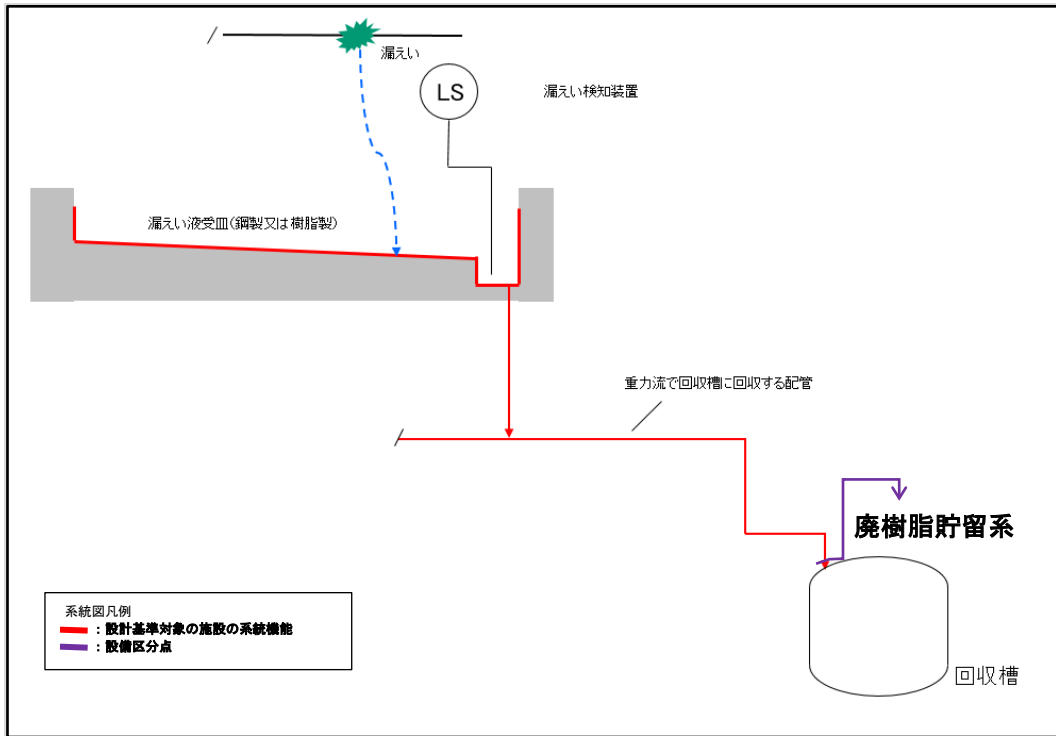 漏えい
LS
漏えい検知装置
漏えい液受皿(鋼製又は樹脂製)
重力流で回収槽に回収する配管
廃樹脂貯留系
回収槽
系統図凡例
:設計基準対象の施設の系統機能
:設備区分点